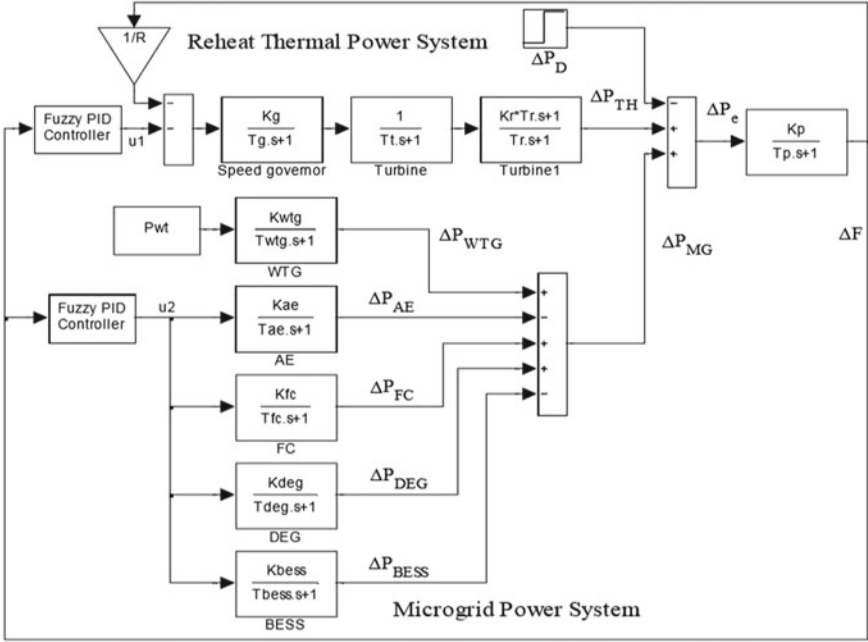 1/R
Reheat Thermal Power System
ΔP_D
Fuzzy PID
Controller
u1
−
−
Kg
Tg.s+1
Speed governor
1
Tt.s+1
Turbine
Kr*Tr.s+1
Tr.s+1
Turbine1
ΔP_TH
−
+
+
ΔP_e
Kp
Tp.s+1
ΔF
ΔP_MG
Pwt
Kwtg
Twtg.s+1
WTG
ΔP_WTG
Fuzzy PID
Controller
u2
Kae
Tae.s+1
AE
ΔP_AE
+
−
+
+
−
Kfc
Tfc.s+1
FC
ΔP_FC
Kdeg
Tdeg.s+1
DEG
ΔP_DEG
Kbess
Tbess.s+1
BESS
ΔP_BESS
Microgrid Power System